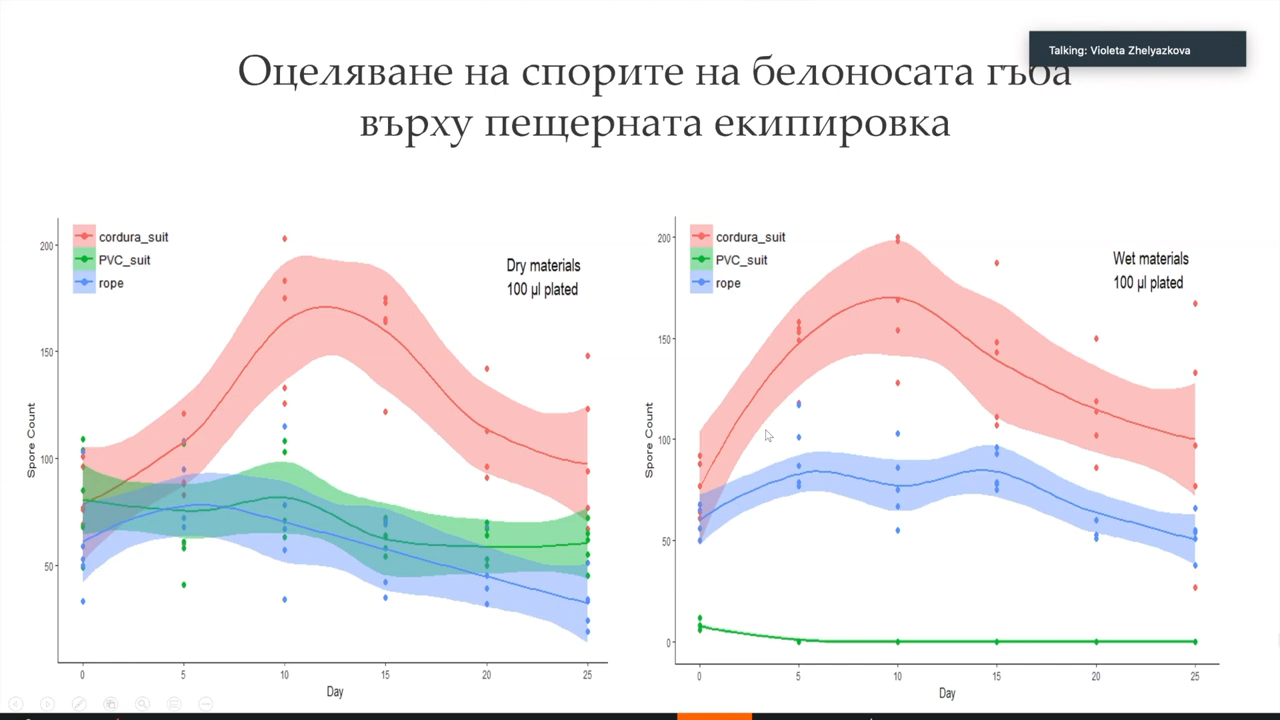 Talking: Violeta Zhelyazkova
Оцеляване на спорите на белоносата гъба
върху пещерната екипировка
cordura_suit
PVC_suit
rope
Dry materials
100 µl plated
200
150
100
50
Spore Count
0
5
10
15
20
25
Day
cordura_suit
PVC_suit
rope
Wet materials
100 µl plated
200
150
100
50
0
Spore Count
0
5
10
15
20
25
Day